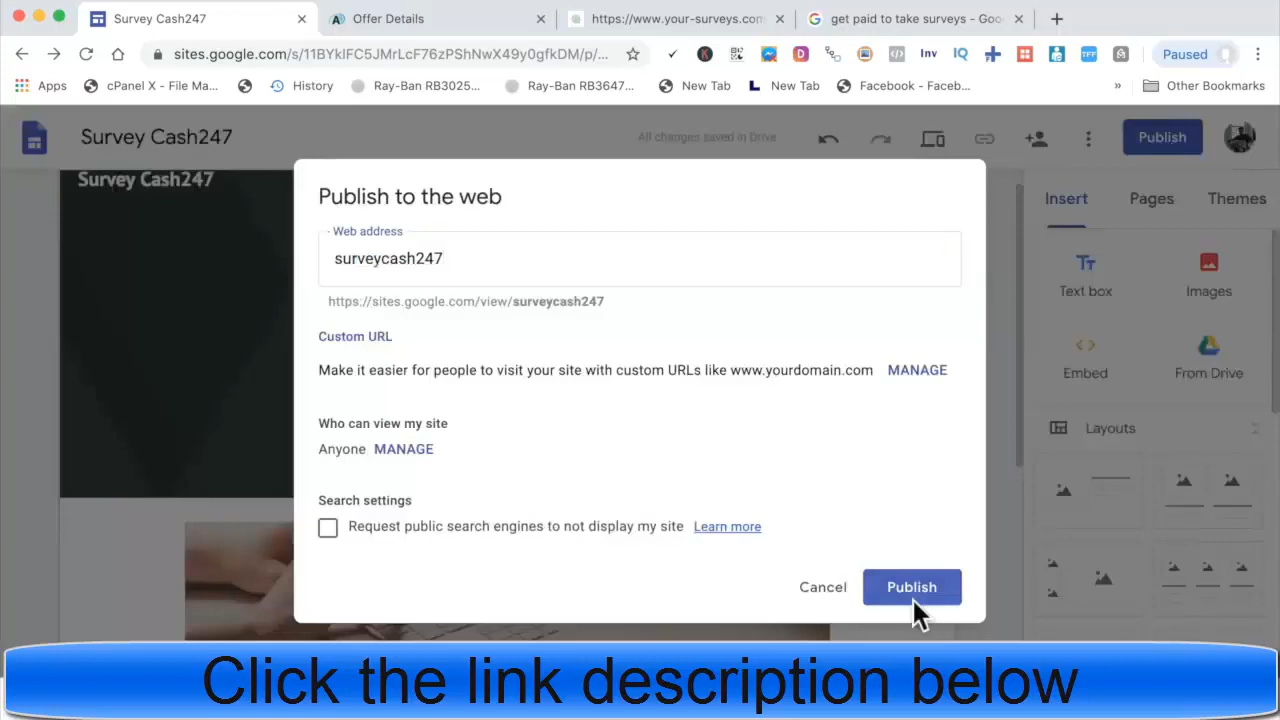 Survey Cash247
Offer Details
https://www.your-surveys.com
get paid to take surveys - Goo
sites.google.com/s/11BYklFC5JMrLcF76zPShNwX49y0gfkDM/p/...
Inv
IQ
TFF
Paused
Apps
cPanel X - File Ma...
History
Ray-Ban RB3025...
Ray-Ban RB3647...
New Tab
New Tab
Facebook - Faceb...
»
Other Bookmarks
Survey Cash247
All changes saved in Drive
Publish
Survey Cash247
Insert
Pages
Themes
Tт
Text box
Images
Embed
From Drive
Layouts
Publish to the web
Web address
surveycash247
https://sites.google.com/view/surveycash247
Custom URL
Make it easier for people to visit your site with custom URLs like www.yourdomain.com MANAGE
Who can view my site
Anyone MANAGE
Search settings
Request public search engines to not display my site Learn more
Cancel
Publish
Click the link description below